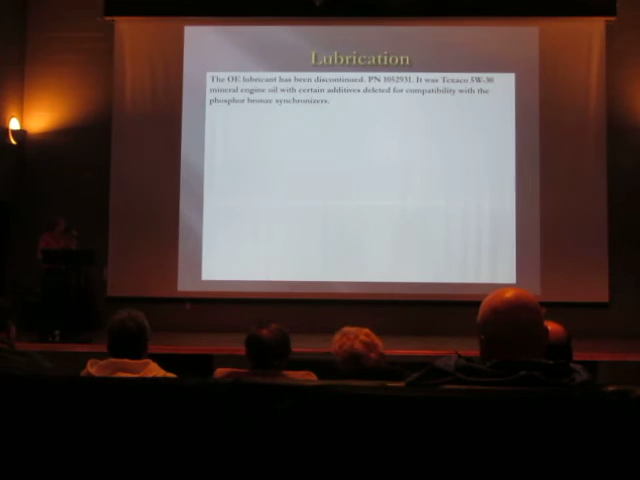 Lubrication
The OE lubricant has been discontinued. PN 1052931. It was Texaco 5W-30
mineral engine oil with certain additives deleted for compatibility with the
phosphor bronze synchronizers.